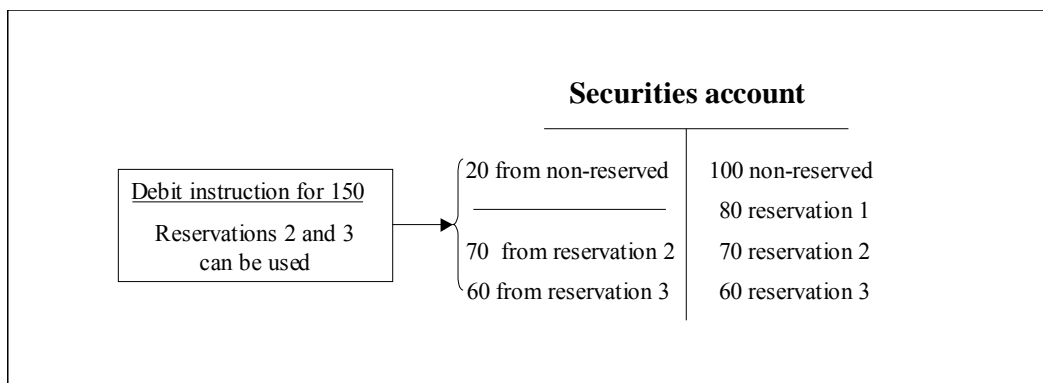 Securities account
Debit instruction for 150
Reservations 2 and 3
can be used
20 from non-reserved
70 from reservation 2
60 from reservation 3
100 non-reserved
80 reservation 1
70 reservation 2
60 reservation 3